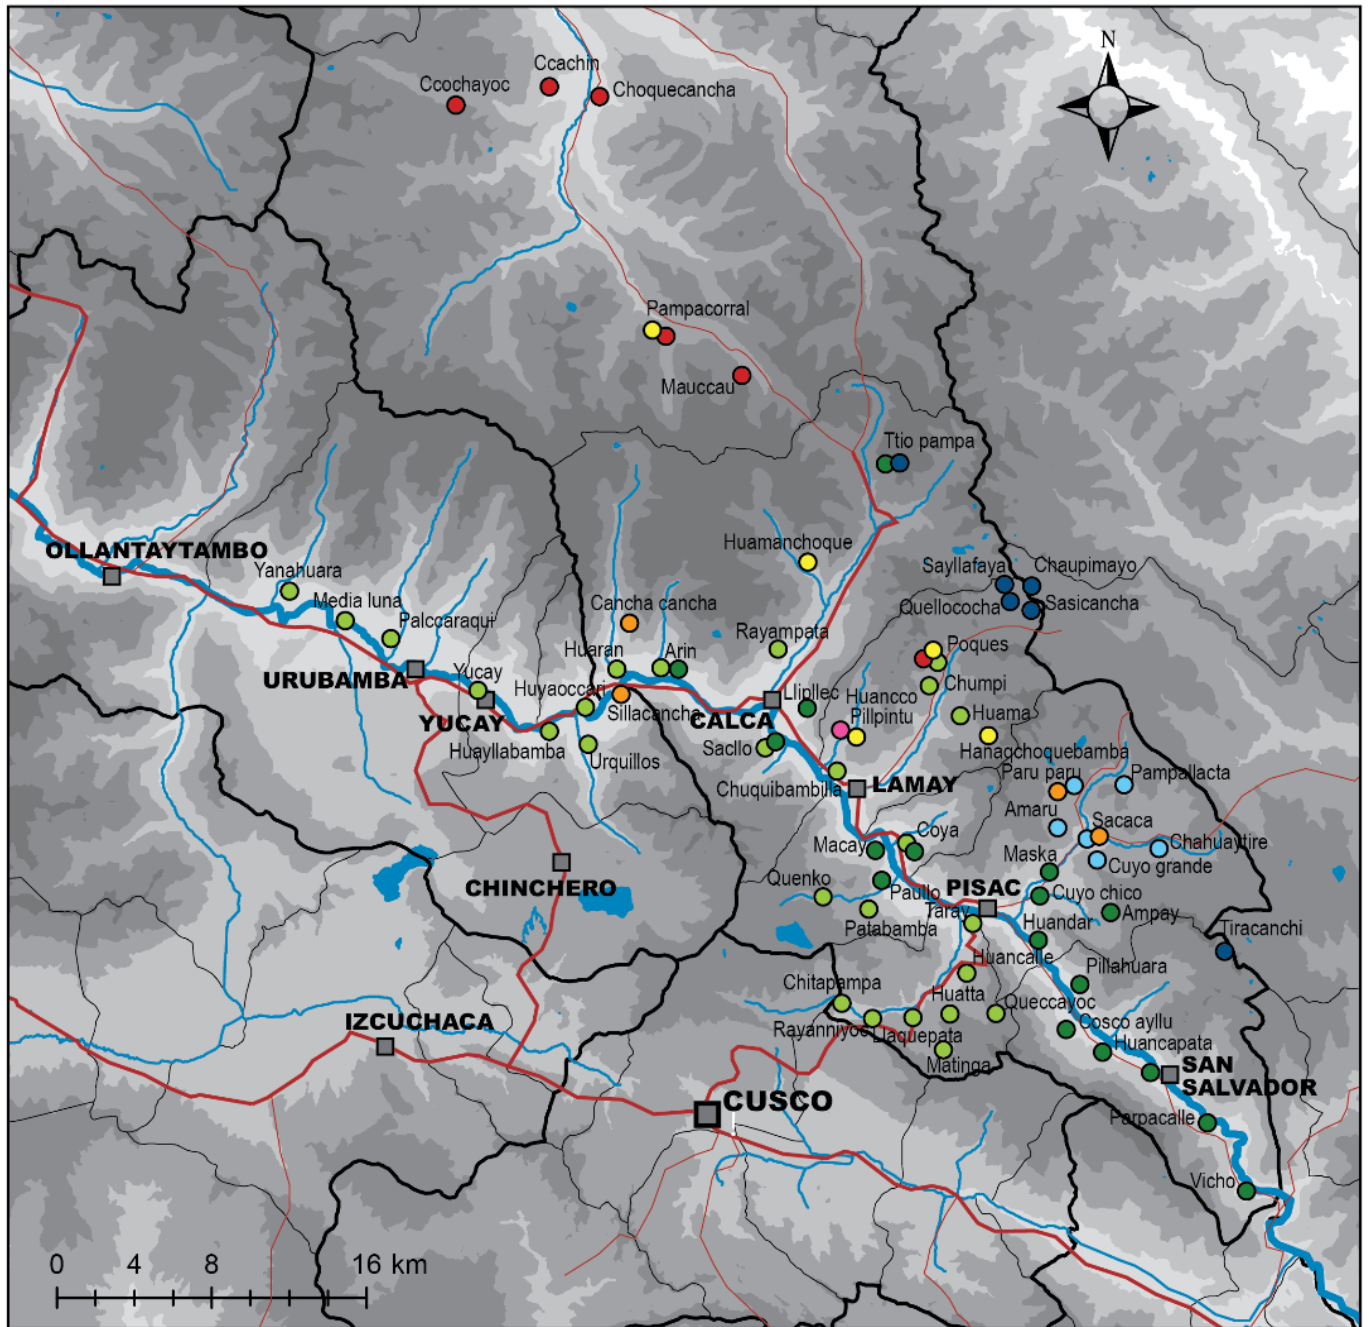 N
Ccachin
Ccochayoc
Choquecancha
Pampacorral
Mauccau
Ttio pampa
Huamanchoque
OLLANTAYTAMBO
Yanahuara
Sayllafaya
Chaupimayo
Media luna
Cancha cancha
Quellococha
Sasicancha
Palccaraqui
Rayampata
Huaran
Arin
Poques
URUBAMBA
Yucay
Huyaoccari
Llipllec
Huancco
Pillpintu
Chumpi
YUCAY
Sillacancha
CALCA
Huama
Huayllabamba
Urquillos
Sacllo
Hanagchoquebamba
Paru paru
Pampallacta
Chuquibambilla
LAMAY
Amaru
Sacaca
Coya
Macay
Maska
Chahuaytire
Cuyo grande
CHINCHERO
Quenko
Paullo
PISAC
Cuyo chico
Taray
Patabamba
Huandar
Ampay
Tiracanchi
Huancalle
Pillahuara
Chitapampa
Huatta
Queccayoc
IZCUCHACA
Rayanniyoc
Llaquepata
Cosco ayllu
Huancapata
Matinga
SAN
SALVADOR
CUSCO
Parpacalle
Vicho
0 4 8 16 km